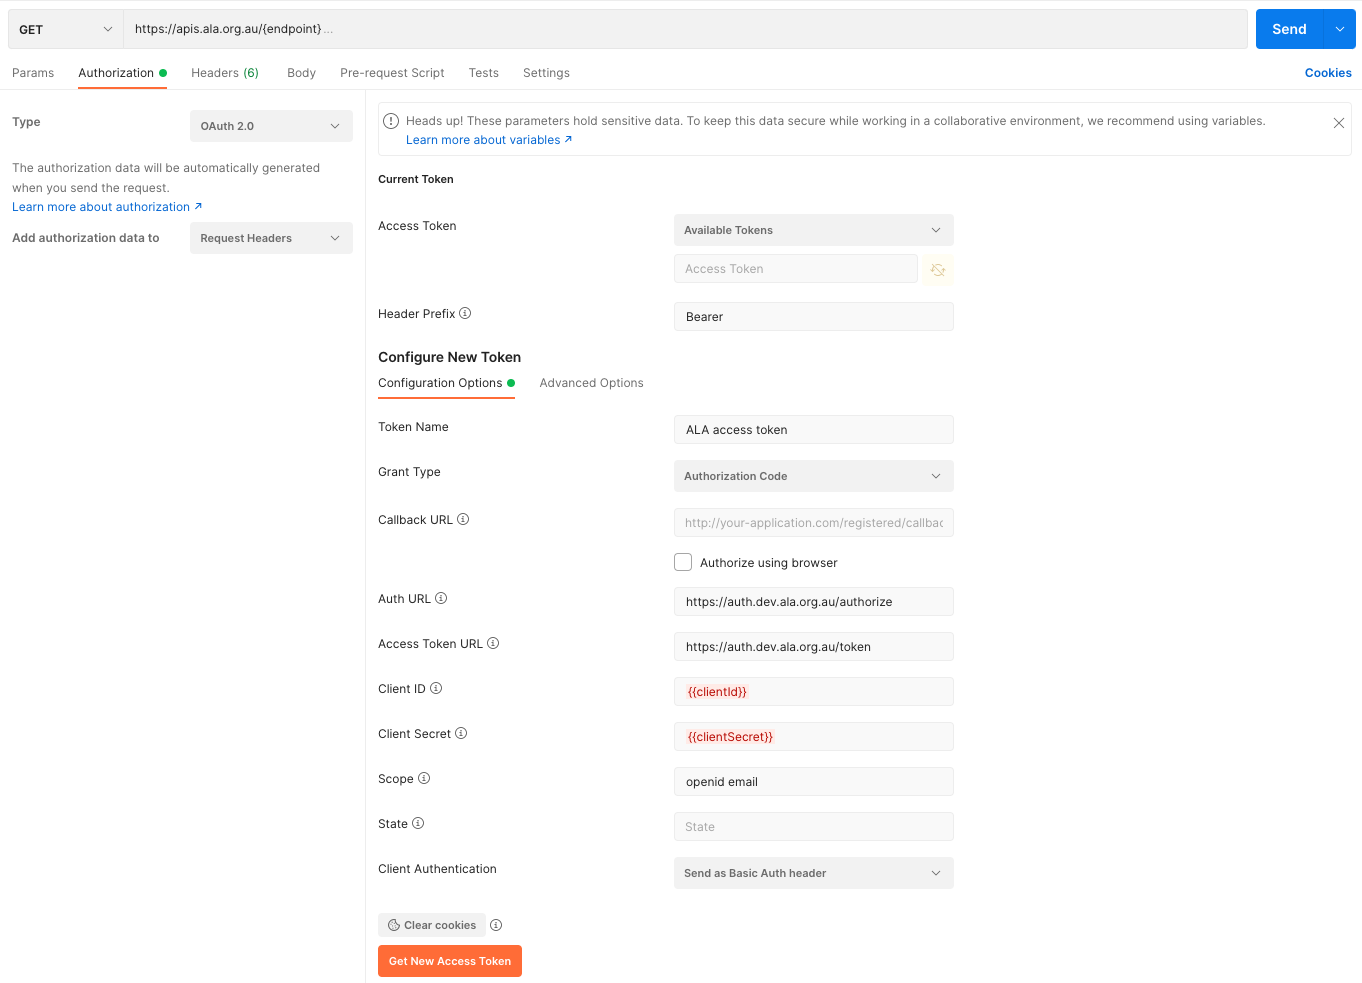 GET
https://apis.ala.org.au/{endpoint} ...
Send
Params Authorization Headers (6) Body Pre-request Script Tests Settings Cookies
Type
OAuth 2.0
The authorization data will be automatically generated
when you send the request.
Learn more about authorization ↗
Add authorization data to
Request Headers
Heads up! These parameters hold sensitive data. To keep this data secure while working in a collaborative environment, we recommend using variables.
Learn more about variables ↗
Current Token
Access Token
Available Tokens
Access Token
Header Prefix
Bearer
Configure New Token
Configuration Options Advanced Options
Token Name
ALA access token
Grant Type
Authorization Code
Callback URL
http://your-application.com/registered/callbac
Authorize using browser
Auth URL
https://auth.dev.ala.org.au/authorize
Access Token URL
https://auth.dev.ala.org.au/token
Client ID
{{clientId}}
Client Secret
{{clientSecret}}
Scope
openid email
State
State
Client Authentication
Send as Basic Auth header
Clear cookies
Get New Access Token